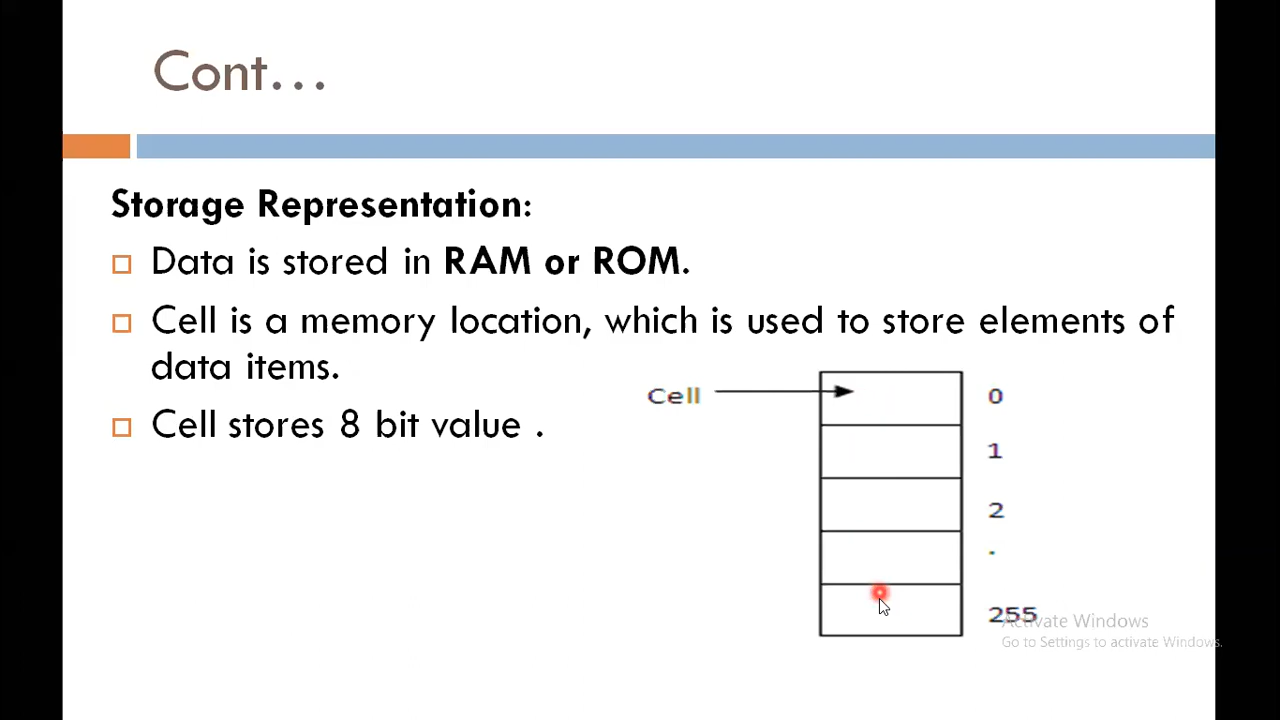 Cont...
Storage Representation:
Data is stored in RAM or ROM.
Cell is a memory location, which is used to store elements of
data items.
Cell stores 8 bit value .
Cell
0
1
2
.
255
Activate Windows
Go to Settings to activate Windows.